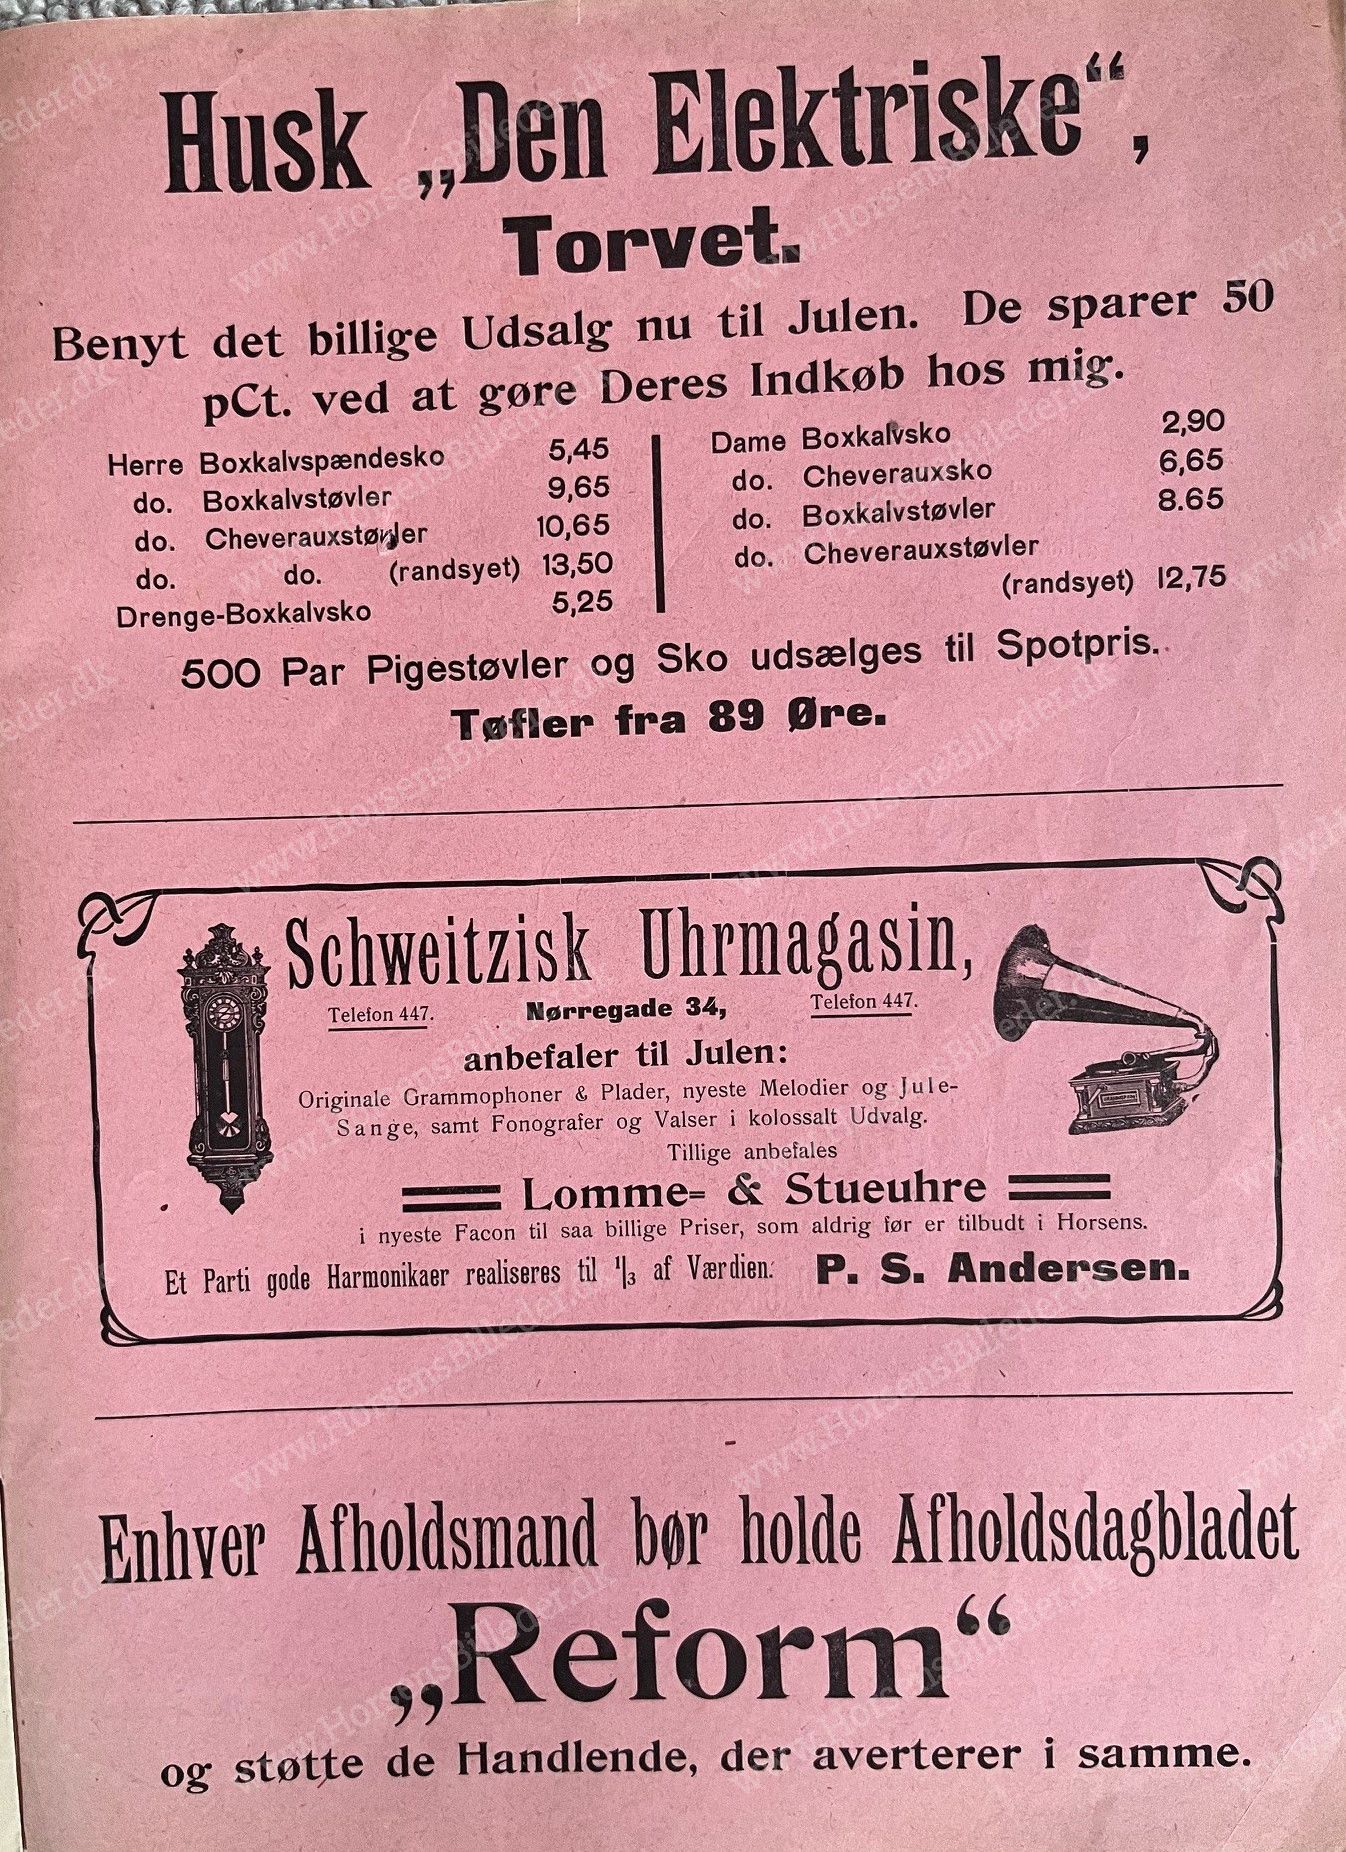 Husk „Den Elektriske“,
Torvet.
Benyt det billige Udsalg nu til Julen. De sparer 50
pCt. ved at gøre Deres Indkøb hos mig.
Herre Boxkalvspændesko 5,45
do. Boxkalvstøvler 9,65
do. Cheverauxstøvler 10,65
do. do. (randsyet) 13,50
Drenge-Boxkalvsko 5,25
Dame Boxkalvsko 2,90
do. Cheverauxsko 6,65
do. Boxkalvstøvler 8.65
do. Cheverauxstøvler
(randsyet) 12,75
500 Par Pigestøvler og Sko udsælges til Spotpris.
Tøfler fra 89 Øre.
Schweitzisk Uhrmagasin,
Telefon 447. Nørregade 34, Telefon 447.
anbefaler til Julen:
Originale Grammophoner & Plader, nyeste Melodier og Jule-
Sange, samt Fonografer og Valser i kolossalt Udvalg.
Tillige anbefales
Lomme- & Stueuhre
i nyeste Facon til saa billige Priser, som aldrig før er tilbudt i Horsens.
Et Parti gode Harmonikaer realiseres til 1/3 af Værdien. P. S. Andersen.
Enhver Afholdsmand bør holde Afholdsdagbladet
„Reform“
og støtte de Handlende, der averterer i samme.
www.HorsensBilleder.dk